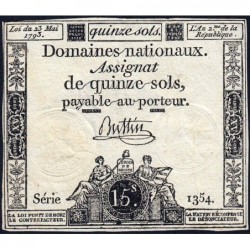 Loi du 23 Mai 1793.
quinze sols.
L'An 2.me de la République.
Domaines nationaux.
Assignat
de quinze-sols,
payable au porteur.
Buttin
Série
15.s
1354.
LA LOI PUNIT DE MORT LE CONTREFACTEUR.
LA NATION RÉCOMPENSE LE DÉNONCIATEUR.